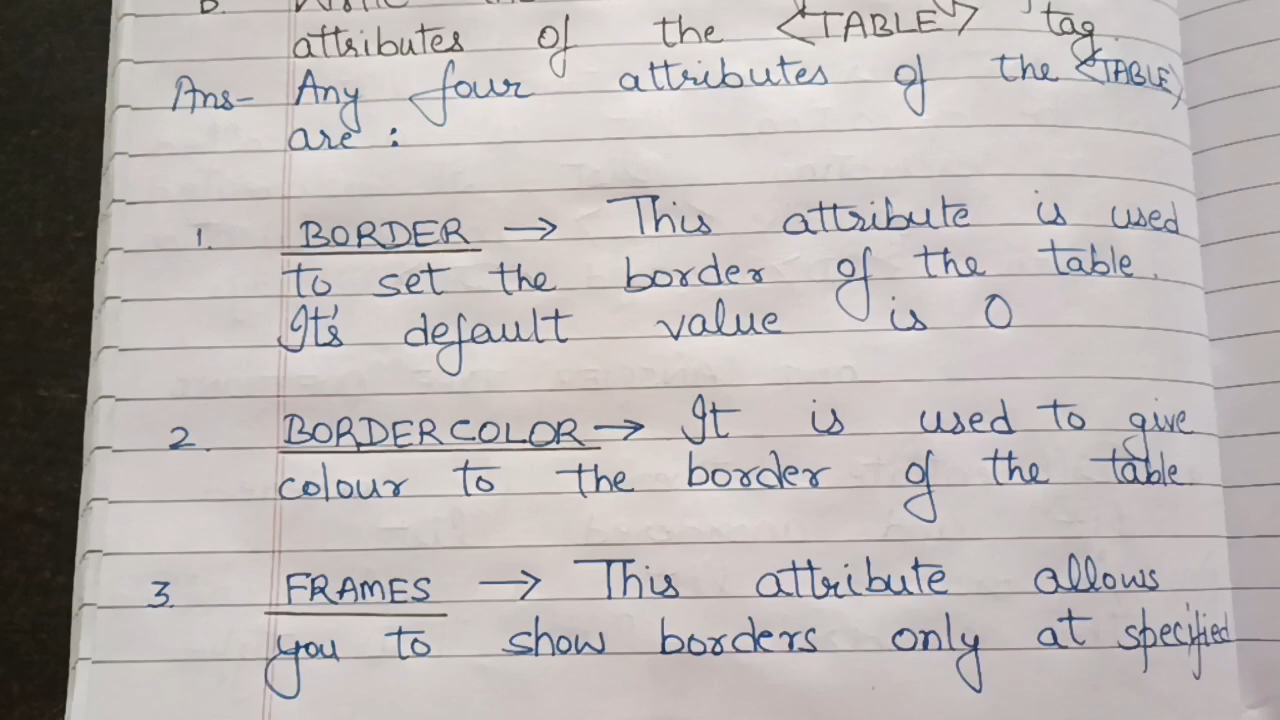 attributes of the <TABLE> tag.
Ans- Any four attributes of the <TABLE>
are :
1. BORDER → This attribute is used
to set the border of the table.
It's default value is 0
2. BORDERCOLOR → It is used to give
colour to the border of the table
3. FRAMES → This attribute allows
you to show borders only at specified